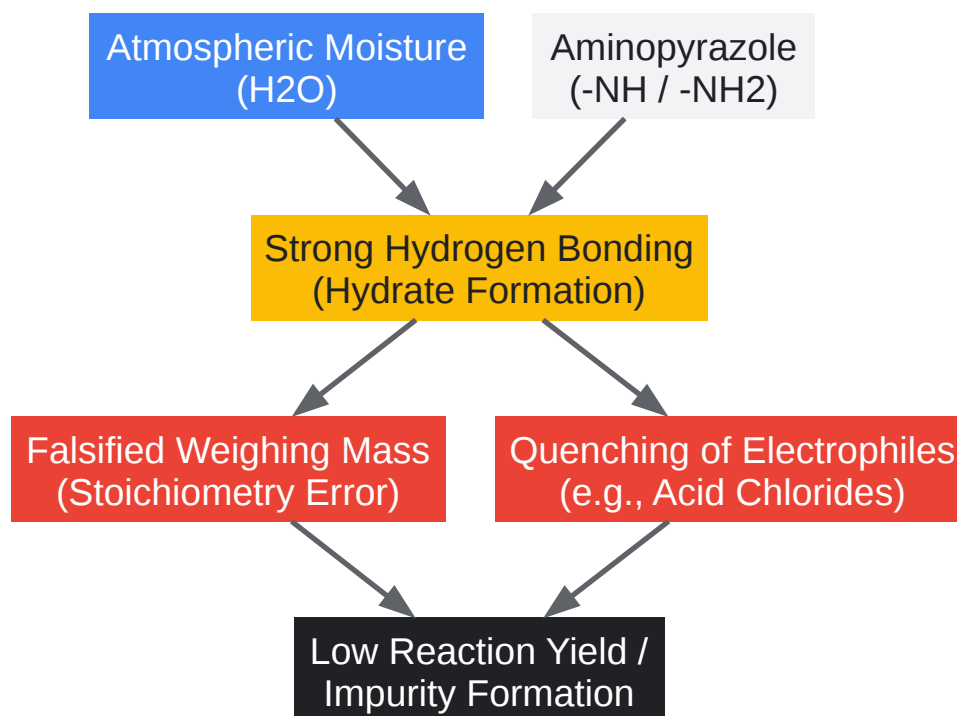 Atmospheric Moisture
(H2O)
Aminopyrazole
(-NH / -NH2)
Strong Hydrogen Bonding
(Hydrate Formation)
Falsified Weighing Mass
(Stoichiometry Error)
Quenching of Electrophiles
(e.g., Acid Chlorides)
Low Reaction Yield /
Impurity Formation